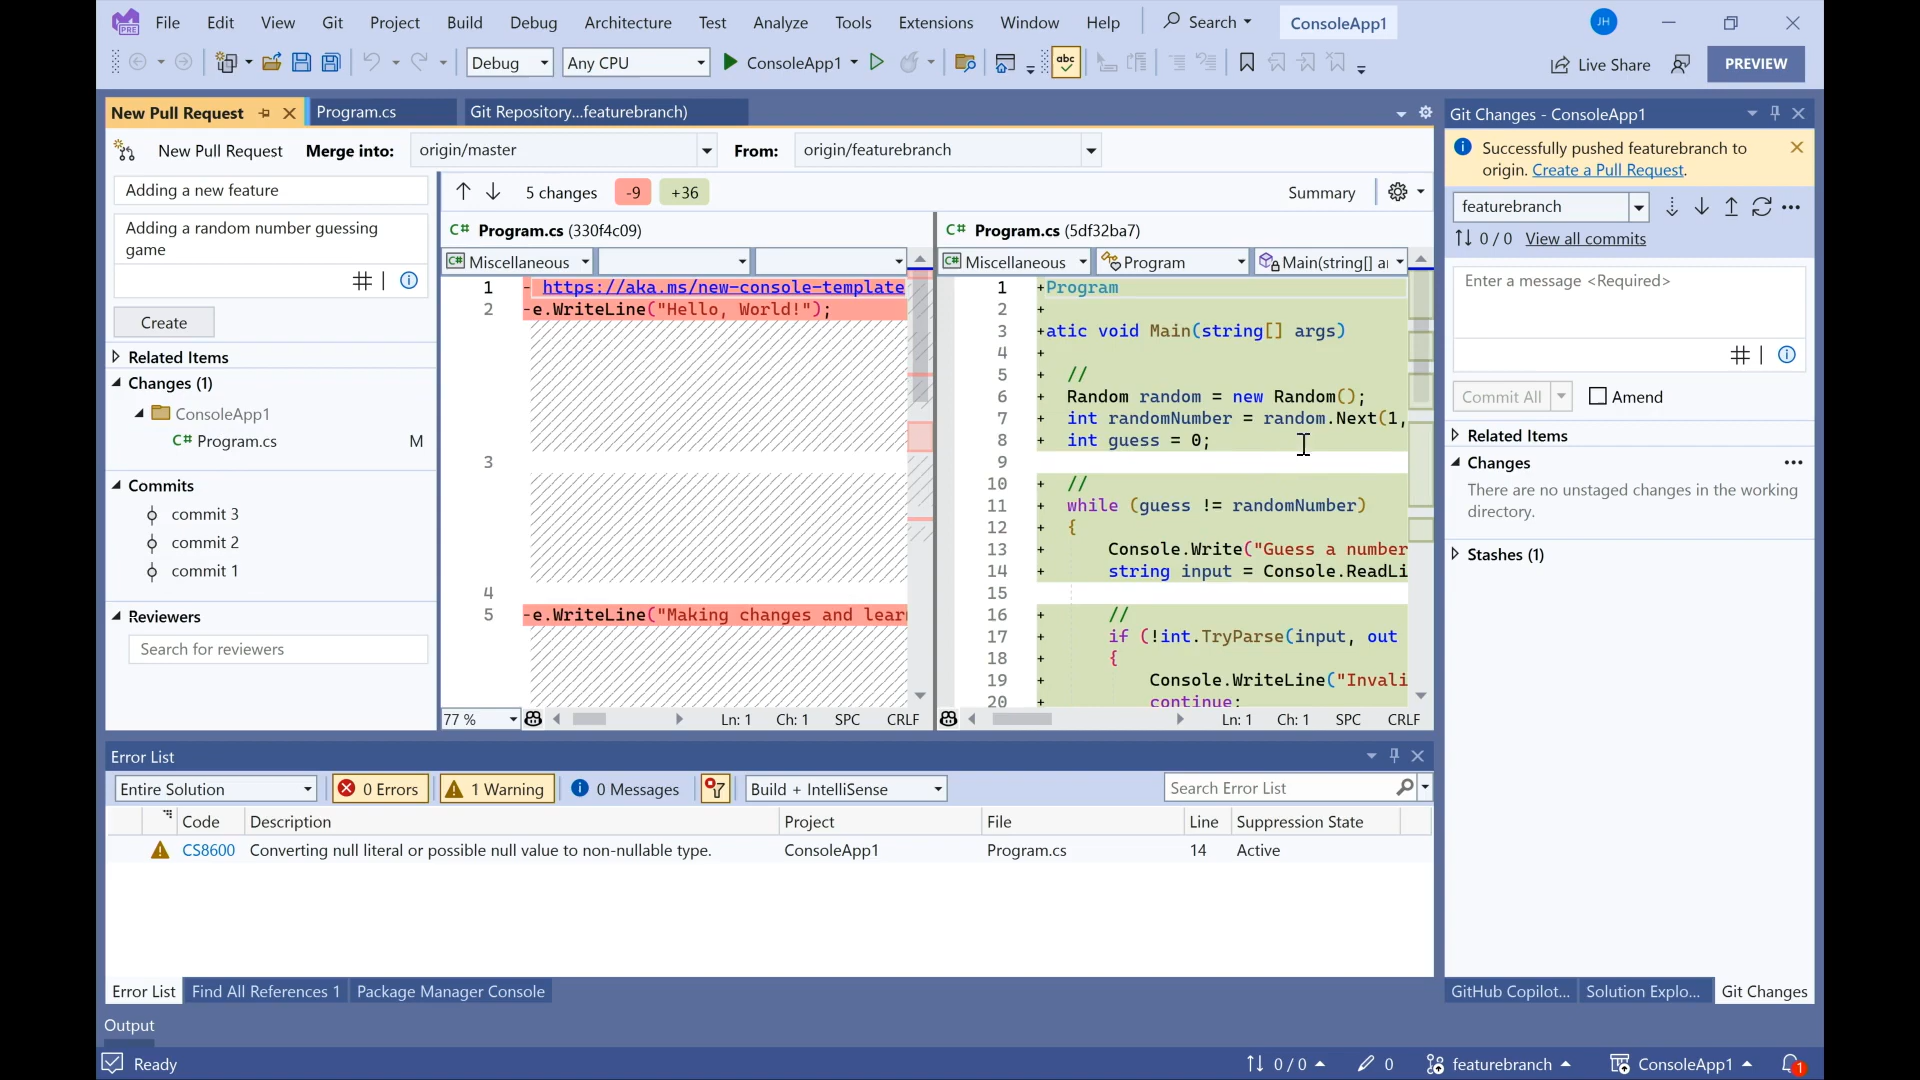 File Edit View Git Project Build Debug Architecture Test Analyze Tools Extensions Window Help Search ConsoleApp1 JH
Debug Any CPU ConsoleApp1 abc Live Share PREVIEW
New Pull Request Program.cs Git Repository...featurebranch)
New Pull Request Merge into: origin/master From: origin/featurebranch
Adding a new feature
Adding a random number guessing
game
Create
Related Items
Changes (1)
ConsoleApp1
C# Program.cs M
Commits
commit 3
commit 2
commit 1
Reviewers
Search for reviewers
5 changes -9 +36 Summary
C# Program.cs (330f4c09)
C# Miscellaneous
1 - https://aka.ms/new-console-template
2 -e.WriteLine("Hello, World!");
3
4
5 -e.WriteLine("Making changes and lear
77 % Ln: 1 Ch: 1 SPC CRLF
C# Program.cs (5df32ba7)
C# Miscellaneous Program Main(string[] a
1 +Program
2 +
3 +atic void Main(string[] args)
4 +
5 + //
6 + Random random = new Random();
7 + int randomNumber = random.Next(1,
8 + int guess = 0;
9
10 + //
11 + while (guess != randomNumber)
12 + {
13 + Console.Write("Guess a number
14 + string input = Console.ReadLi
15
16 + //
17 + if (!int.TryParse(input, out
18 + {
19 + Console.WriteLine("Invali
20 continue;
Ln: 1 Ch: 1 SPC CRLF
Git Changes - ConsoleApp1
Successfully pushed featurebranch to
origin. Create a Pull Request.
featurebranch
0 / 0 View all commits
Enter a message <Required>
Commit All Amend
Related Items
Changes
There are no unstaged changes in the working
directory.
Stashes (1)
Error List
Entire Solution 0 Errors 1 Warning 0 Messages Build + IntelliSense Search Error List
Code Description Project File Line Suppression State
CS8600 Converting null literal or possible null value to non-nullable type. ConsoleApp1 Program.cs 14 Active
Error List Find All References 1 Package Manager Console
GitHub Copilot... Solution Explo... Git Changes
Output
Ready 0 / 0 0 featurebranch ConsoleApp1 1